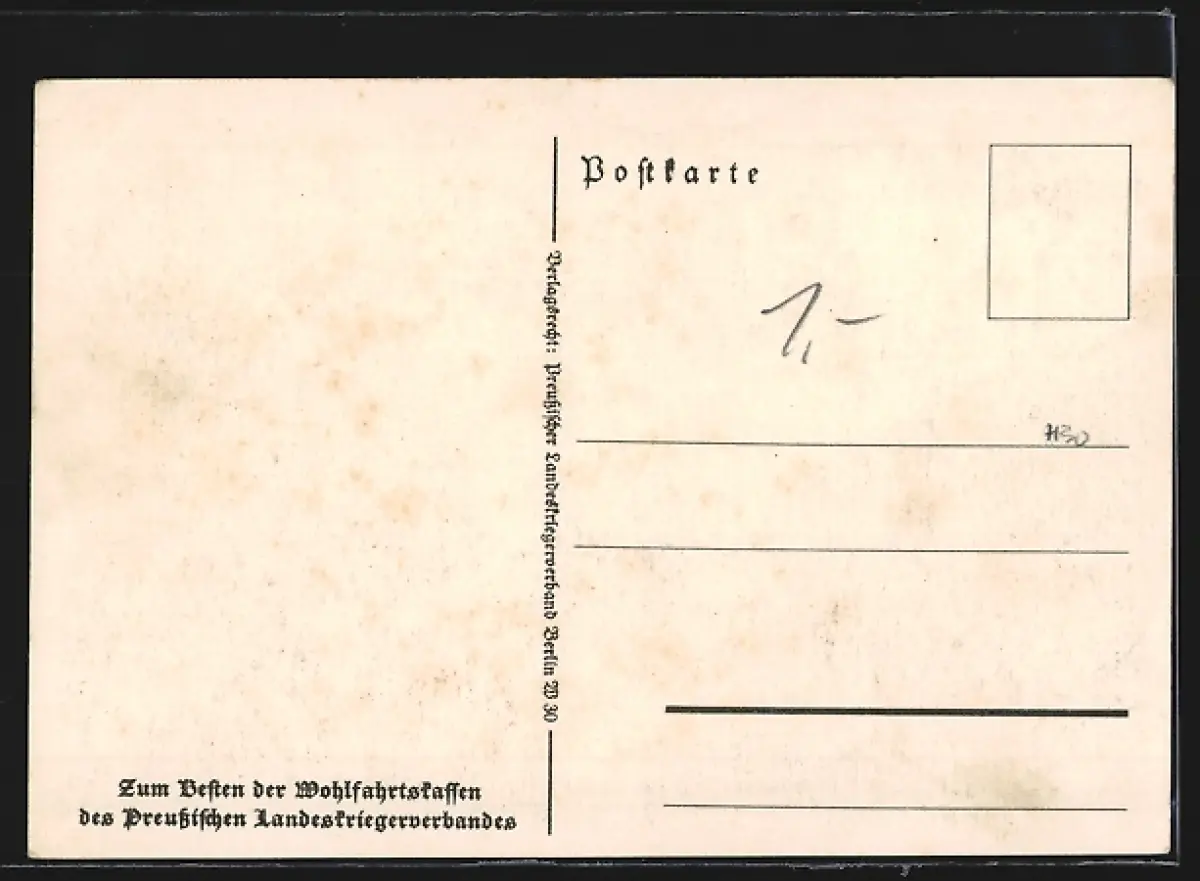 Postkarte
1,-
Verlagsrecht: Preußischer Landeskriegerverband Berlin W 30
Zum Besten der Wohlfahrtskassen
des Preußischen Landeskriegerverbandes